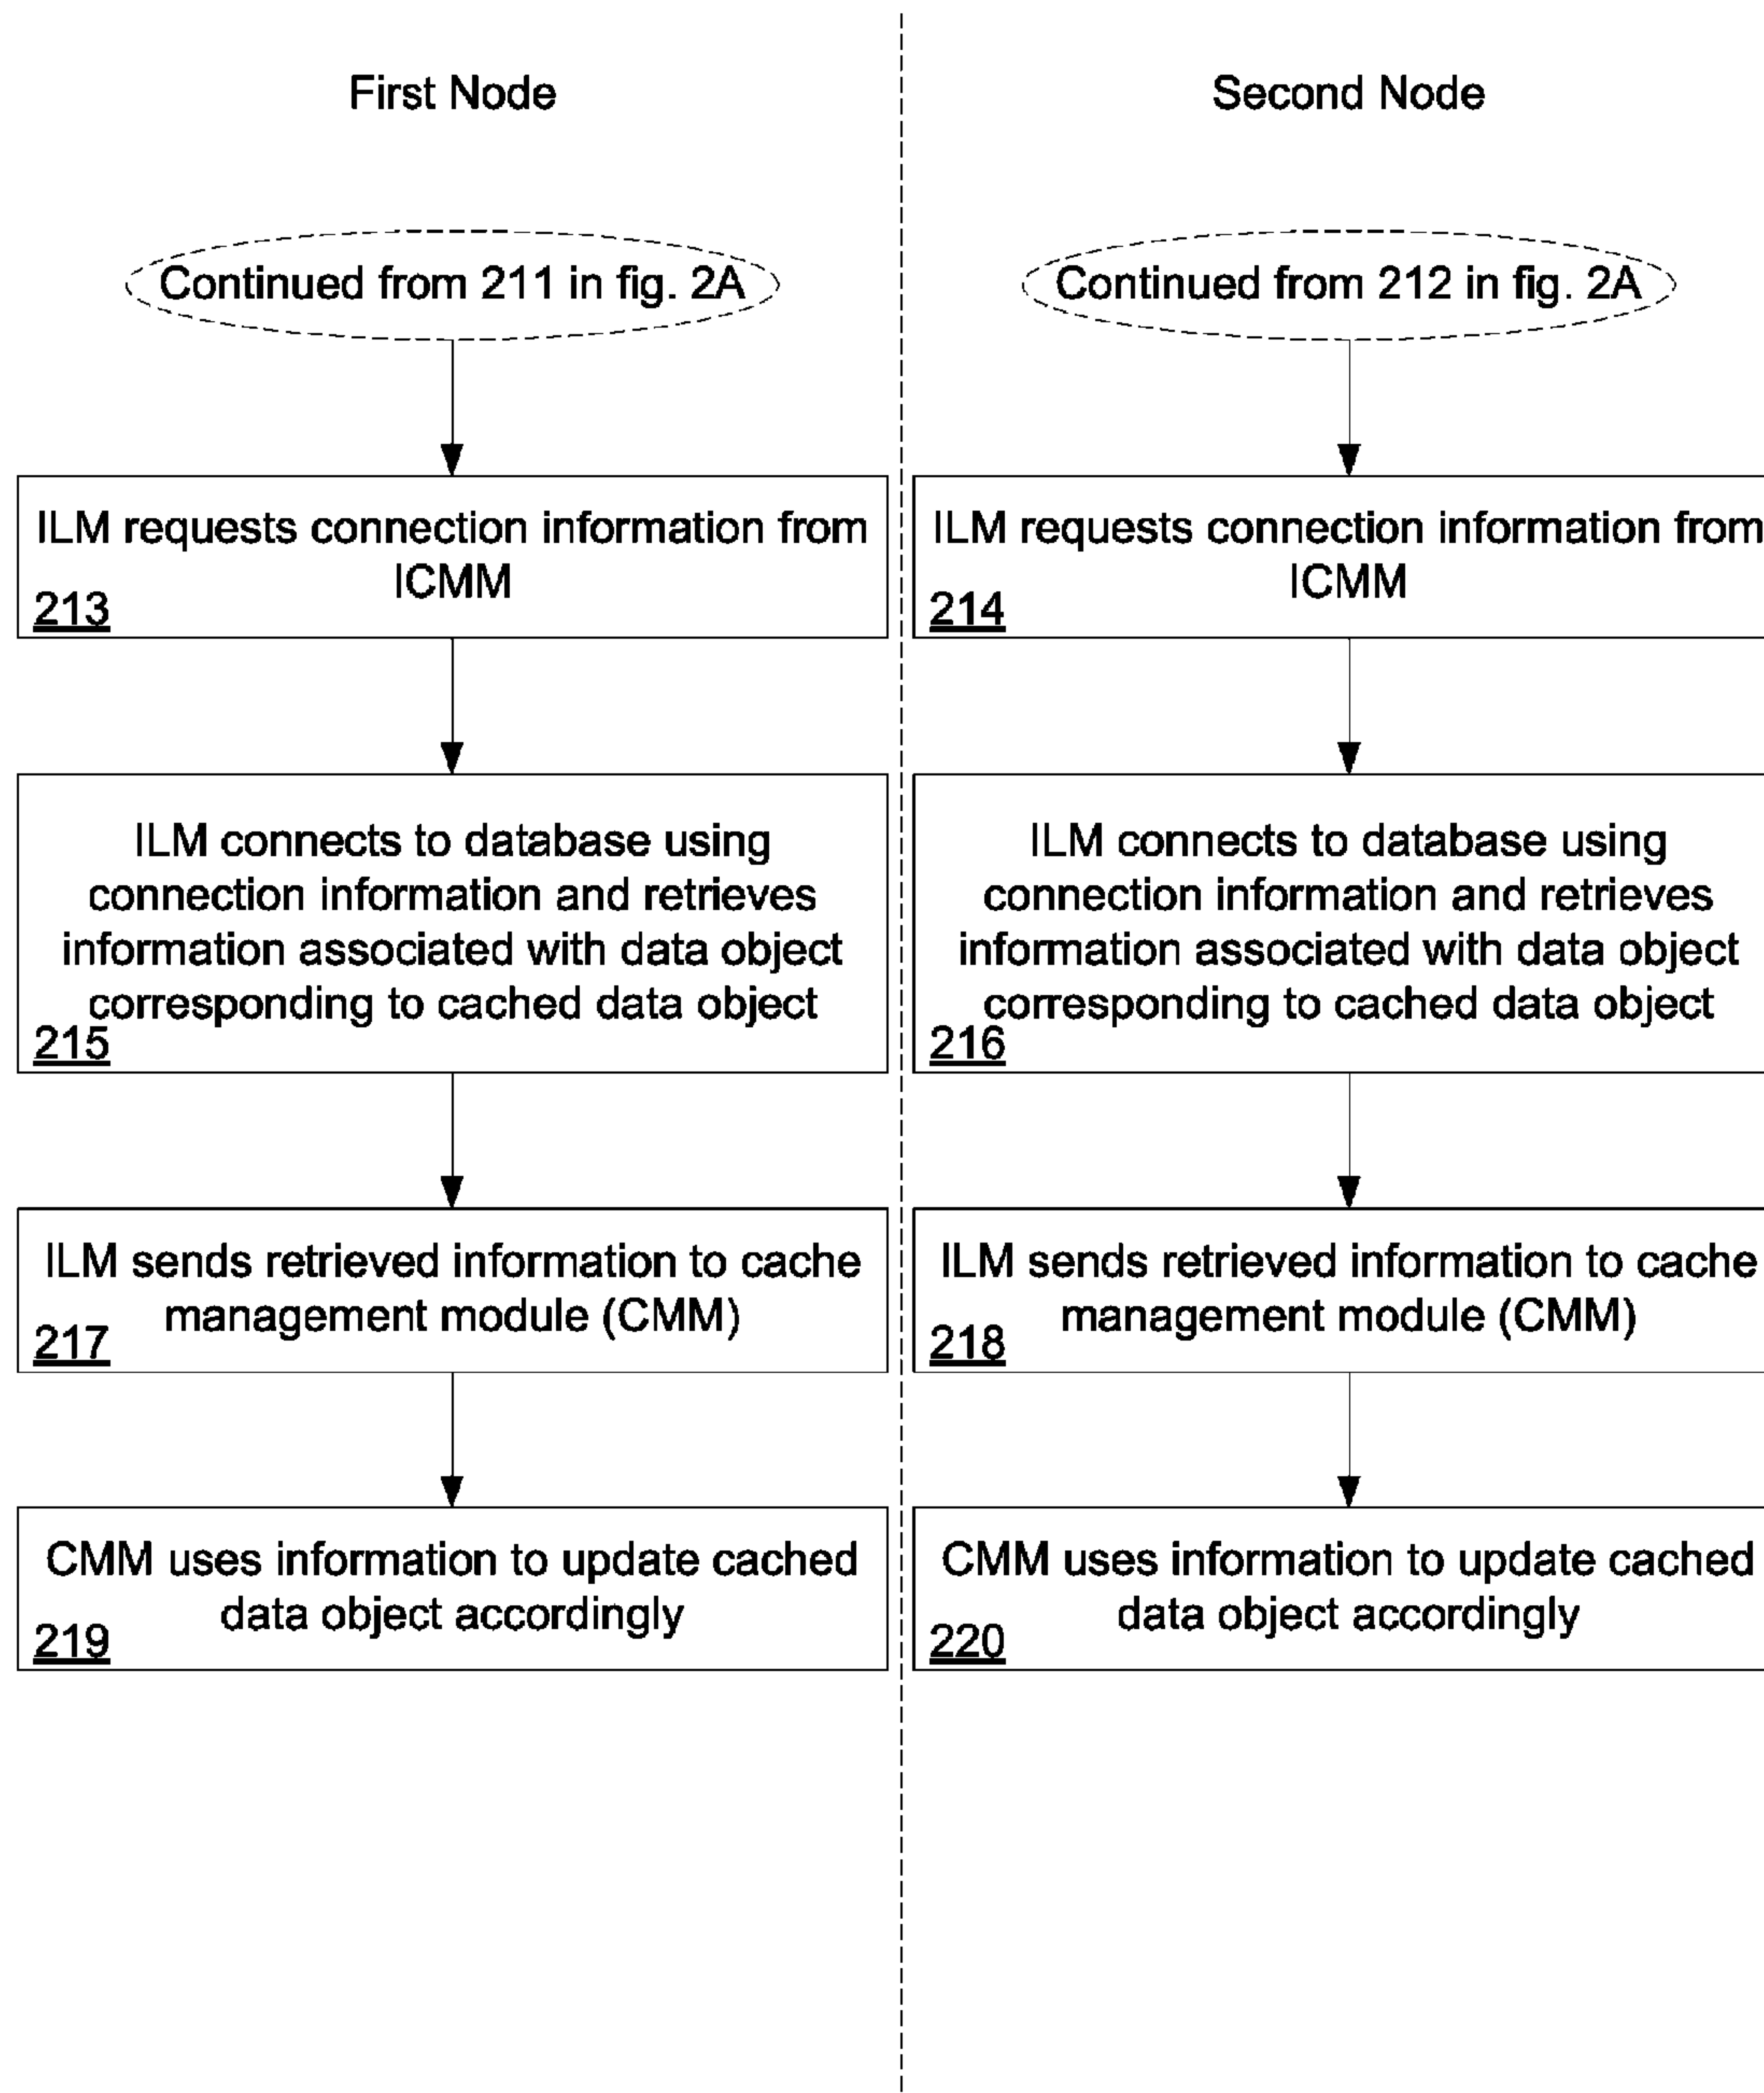 First Node
Continued from 211 in fig. 2A
ILM requests connection information from
ICMM
213
ILM connects to database using
connection information and retrieves
information associated with data object
corresponding to cached data object
215
ILM sends retrieved information to cache
management module (CMM)
217
CMM uses information to update cached
data object accordingly
219
Second Node
Continued from 212 in fig. 2A
ILM requests connection information from
ICMM
214
ILM connects to database using
connection information and retrieves
information associated with data object
corresponding to cached data object
216
ILM sends retrieved information to cache
management module (CMM)
218
CMM uses information to update cached
data object accordingly
220